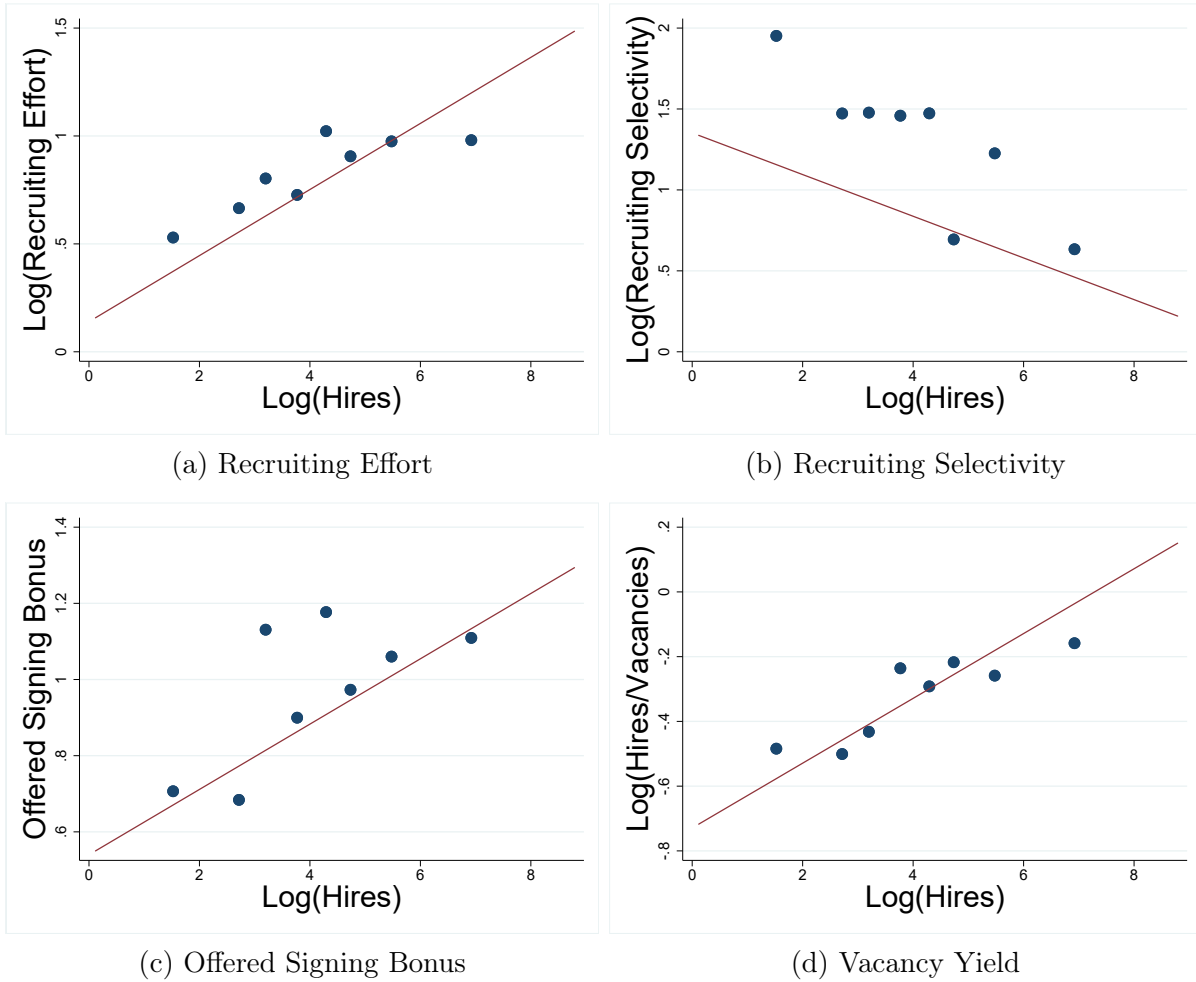 Log(Recruiting Effort)
0 .5 1 1.5
0 2 4 6 8
Log(Hires)
(a) Recruiting Effort
Log(Recruiting Selectivity)
0 .5 1 1.5 2
0 2 4 6 8
Log(Hires)
(b) Recruiting Selectivity
Offered Signing Bonus
.6 .8 1 1.2 1.4
0 2 4 6 8
Log(Hires)
(c) Offered Signing Bonus
Log(Hires/Vacancies)
-.8 -.6 -.4 -.2 0 .2
0 2 4 6 8
Log(Hires)
(d) Vacancy Yield